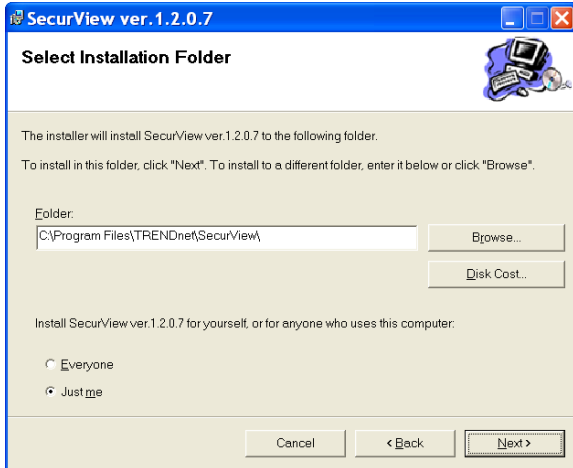 SecurView ver.1.2.0.7
Select Installation Folder
The installer will install SecurView ver.1.2.0.7 to the following folder.
To install in this folder, click "Next". To install to a different folder, enter it below or click "Browse".
Folder:
C:\Program Files\TRENDnet\SecurView\
Browse...
Disk Cost...
Install SecurView ver.1.2.0.7 for yourself, or for anyone who uses this computer:
Everyone
Just me
Cancel
< Back
Next >